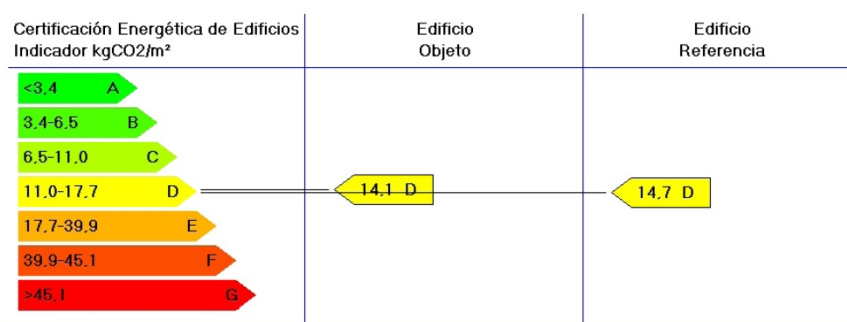 Certificación Energética de Edificios
Indicador kgCO2/m²
Edificio
Objeto
Edificio
Referencia
<3,4 A
3,4-6,5 B
6,5-11,0 C
11,0-17,7 D
14,1 D
14,7 D
17,7-39,9 E
39,9-45,1 F
>45,1 G